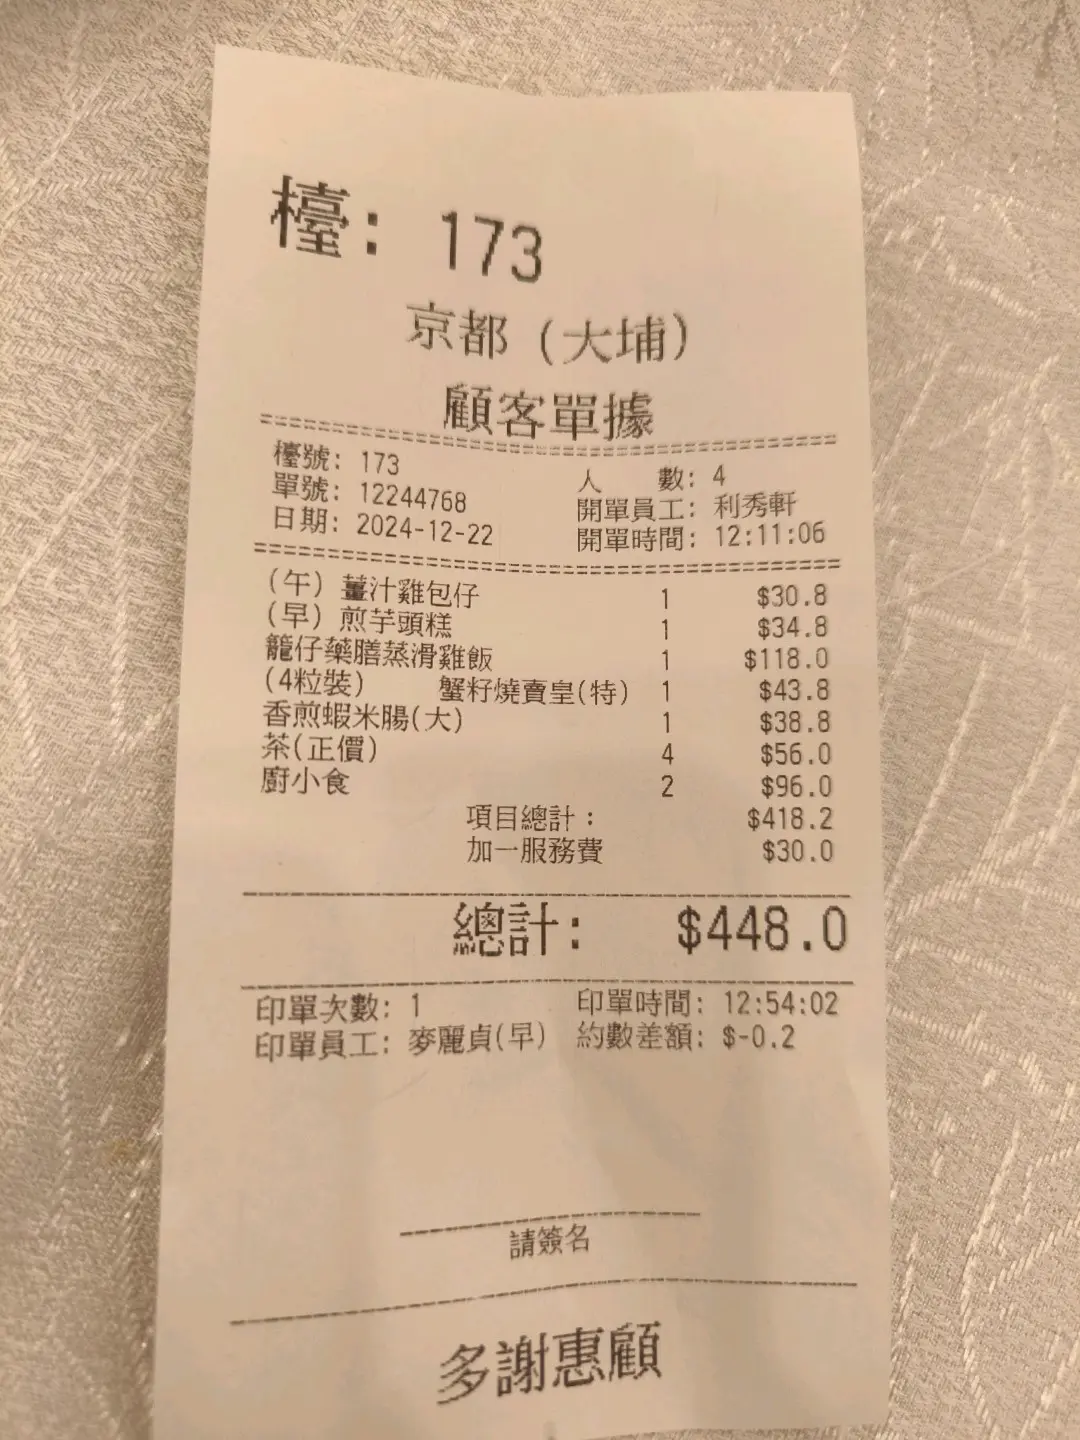 檯: 173
京都 (大埔)
顧客單據
檯號: 173 人 數: 4
單號: 12244768 開單員工: 利秀軒
日期: 2024-12-22 開單時間: 12:11:06
(午) 薑汁雞包仔 1 $30.8
(早) 煎芋頭糕 1 $34.8
籠仔藥膳蒸滑雞飯 1 $118.0
(4粒裝) 蟹籽燒賣皇(特) 1 $43.8
香煎蝦米腸(大) 1 $38.8
茶(正價) 4 $56.0
廚小食 2 $96.0
項目總計: $418.2
加一服務費 $30.0
總計: $448.0
印單次數: 1 印單時間: 12:54:02
印單員工: 麥麗貞(早) 約數差額: $-0.2
請簽名
多謝惠顧